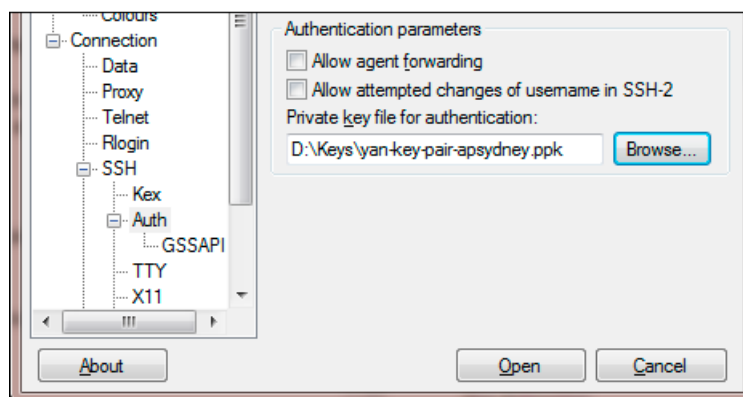 Colours
Connection
Data
Proxy
Telnet
Rlogin
SSH
Kex
Auth
GSSAPI
TTY
X11
Authentication parameters
Allow agent forwarding
Allow attempted changes of username in SSH-2
Private key file for authentication:
D:\Keys\yan-key-pair-apsydney.ppk
Browse...
About
Open
Cancel